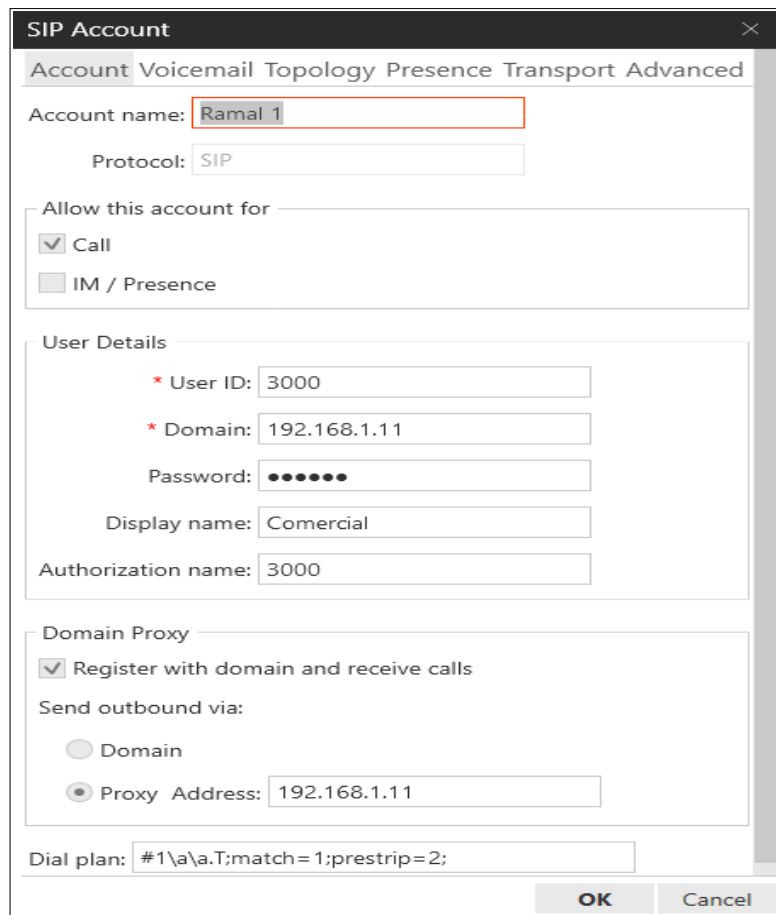 SIP Account
Account Voicemail Topology Presence Transport Advanced
Account name: Ramal 1
Protocol: SIP
Allow this account for
Call
IM / Presence
User Details
* User ID: 3000
* Domain: 192.168.1.11
Password: ●●●●●●
Display name: Comercial
Authorization name: 3000
Domain Proxy
Register with domain and receive calls
Send outbound via:
Domain
Proxy Address: 192.168.1.11
Dial plan: #1\a\a.T;match=1;prestrip=2;
OK Cancel